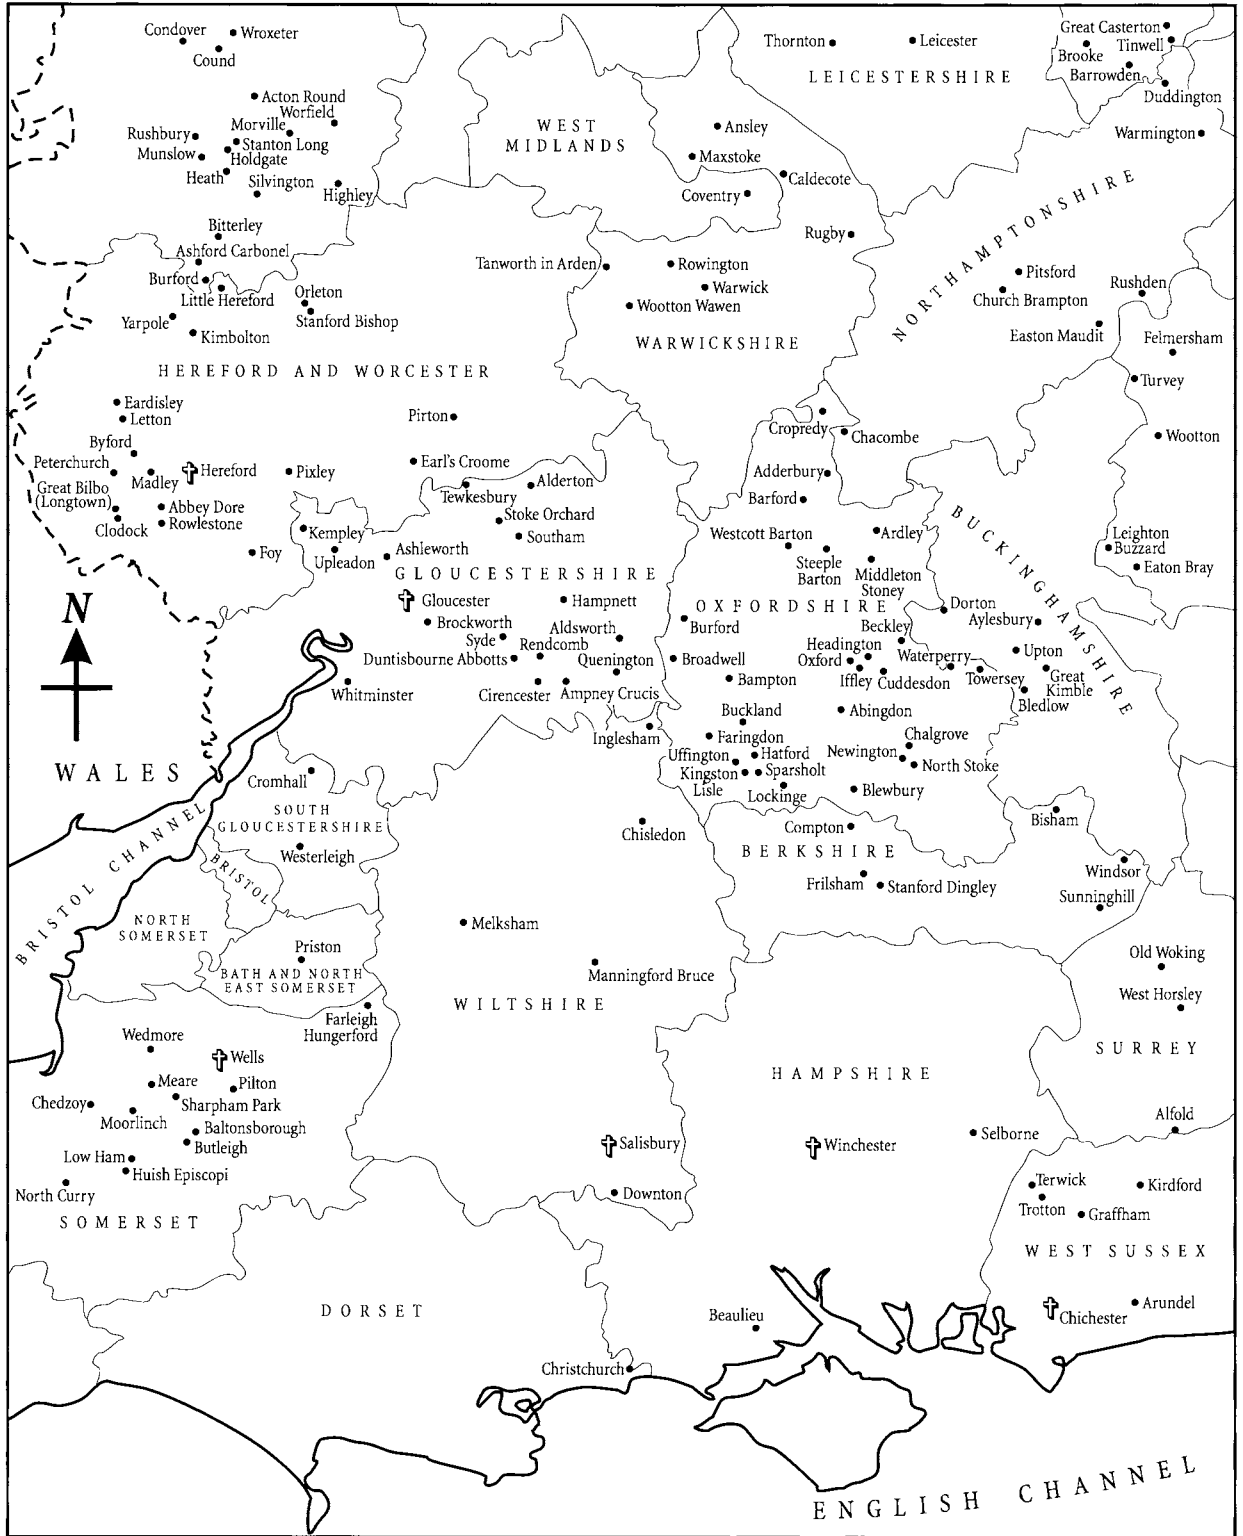 Condover
Wroxeter
Cound
Thornton
Leicester
LEICESTERSHIRE
Great Casterton
Tinwell
Brooke
Barrowden
Duddington
Warmington
Acton Round
Worfield
Morville
Rushbury
Stanton Long
Munslow
Holdgate
Heath
Silvington
Highley
WEST
MIDLANDS
Ansley
Maxstoke
Caldecote
Coventry
Rugby
NORTHAMPTONSHIRE
Bitterley
Ashford Carbonel
Burford
Little Hereford
Orleton
Stanford Bishop
Yarpole
Kimbolton
Tanworth in Arden
Rowington
Warwick
Wootton Wawen
WARWICKSHIRE
Pitsford
Church Brampton
Rushden
Easton Maudit
Felmersham
Turvey
Wootton
HEREFORD AND WORCESTER
Eardisley
Letton
Pirton
Byford
Peterchurch
Madley
Hereford
Pixley
Earl's Croome
Great Bilbo
(Longtown)
Abbey Dore
Rowlestone
Clodock
Foy
Kempley
Upleadon
Tewkesbury
Alderton
Stoke Orchard
Southam
Ashleworth
GLOUCESTERSHIRE
Cropredy
Chacombe
Adderbury
Barford
Westcott Barton
Ardley
Steeple
Barton
Middleton
Stoney
BUCKINGHAMSHIRE
Leighton
Buzzard
Eaton Bray
N
Gloucester
Hampnett
Brockworth
Syde
Aldsworth
Rendcomb
Duntisbourne Abbotts
Quenington
Whitminster
Cirencester
Ampney Crucis
OXFORDSHIRE
Burford
Beckley
Dorton
Aylesbury
Headington
Oxford
Waterperry
Upton
Broadwell
Iffley
Cuddesdon
Towersey
Great
Kimble
Bampton
Bledlow
Buckland
Abingdon
Inglesham
Faringdon
Chalgrove
Uffington
Hatford
Newington
Kingston
Lisle
Sparsholt
North Stoke
Lockinge
Blewbury
WALES
Cromhall
SOUTH
GLOUCESTERSHIRE
Westerleigh
BRISTOL CHANNEL
BRISTOL
Chisledon
Compton
BERKSHIRE
Bisham
Frilsham
Stanford Dingley
Windsor
Sunninghill
NORTH
SOMERSET
Priston
BATH AND NORTH
EAST SOMERSET
Melksham
Manningford Bruce
Old Woking
West Horsley
WILTSHIRE
Farleigh
Hungerford
Wedmore
Wells
SURREY
HAMPSHIRE
Meare
Pilton
Chedzoy
Sharpham Park
Moorlinch
Baltonsborough
Butleigh
Alfold
Salisbury
Winchester
Selborne
Low Ham
Huish Episcopi
North Curry
Downton
Terwick
Kirdford
Trotton
Graffham
SOMERSET
WEST SUSSEX
DORSET
Beaulieu
Chichester
Arundel
Christchurch
ENGLISH CHANNEL